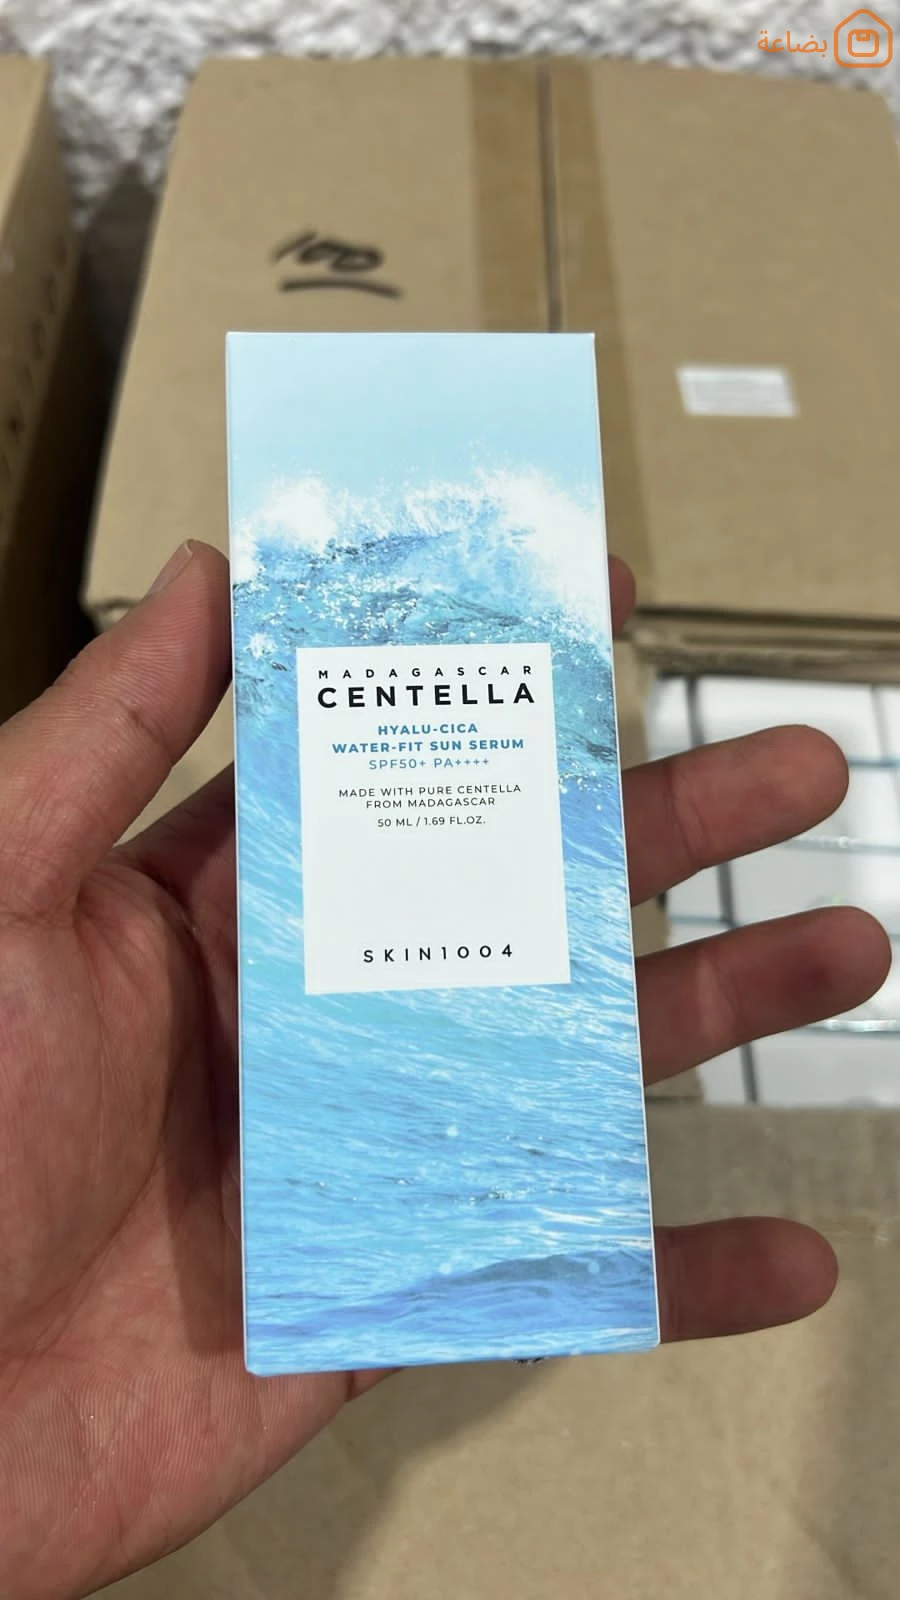 بضاعة
100
MADAGASCAR
CENTELLA
HYALU-CICA
WATER-FIT SUN SERUM
SPF50+ PA++++
MADE WITH PURE CENTELLA
FROM MADAGASCAR
50 ML / 1.69 FL.OZ.
SKIN1004